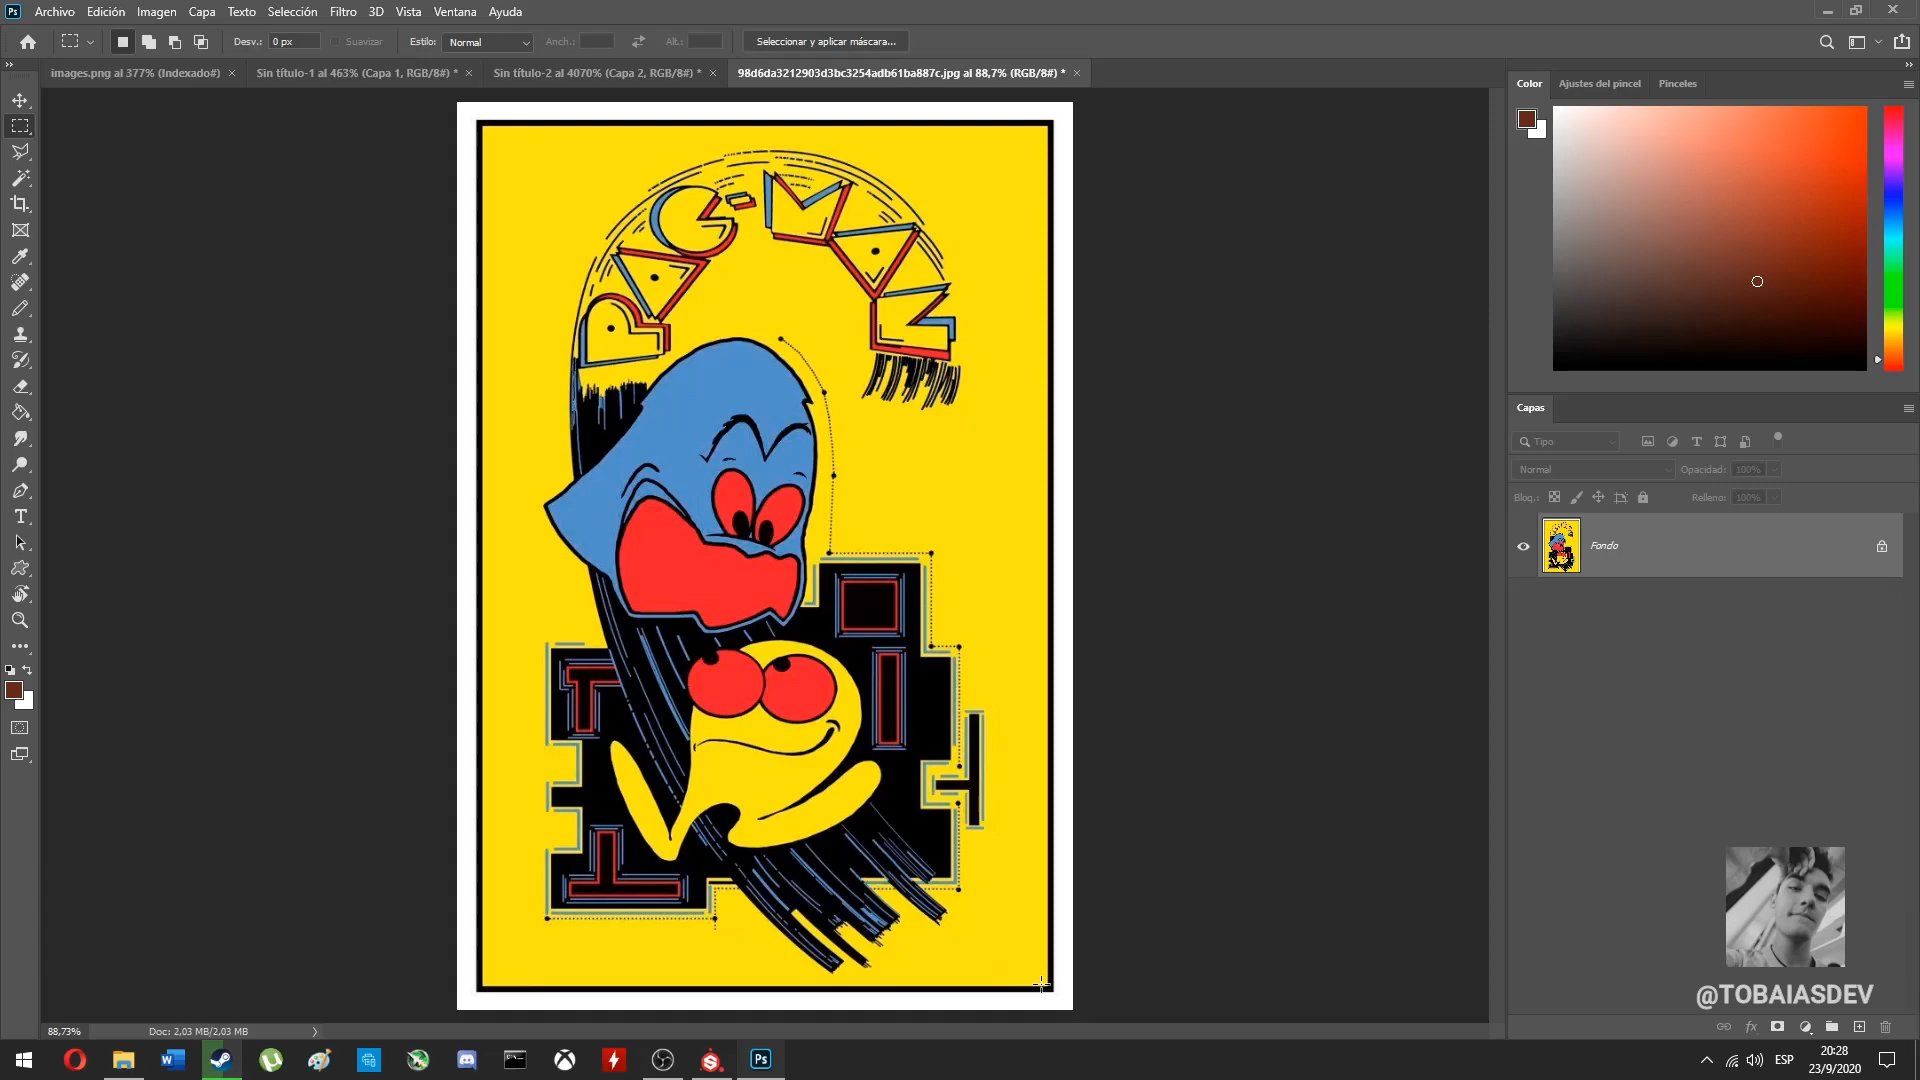 Archivo Edición Imagen Capa Texto Selección Filtro 3D Vista Ventana Ayuda
Desv.: 0 px Suavizar Estilo: Normal Anch.: Alt.: Seleccionar y aplicar máscara...
images.png al 377% (Indexado#) × Sin título-1 al 463% (Capa 1, RGB/8#) * × Sin título-2 al 4070% (Capa 2, RGB/8#) * × 98d6da3212903d3bc3254adb61ba887c.jpg al 88,7% (RGB/8#) * ×
Color Ajustes del pincel Pinceles
PAC-MAN
Capas
Tipo
Normal Opacidad: 100%
Bloq.: Relleno: 100%
Fondo
@TOBAIASDEV
88,73% Doc: 2,03 MB/2,03 MB
ESP
20:28
23/9/2020